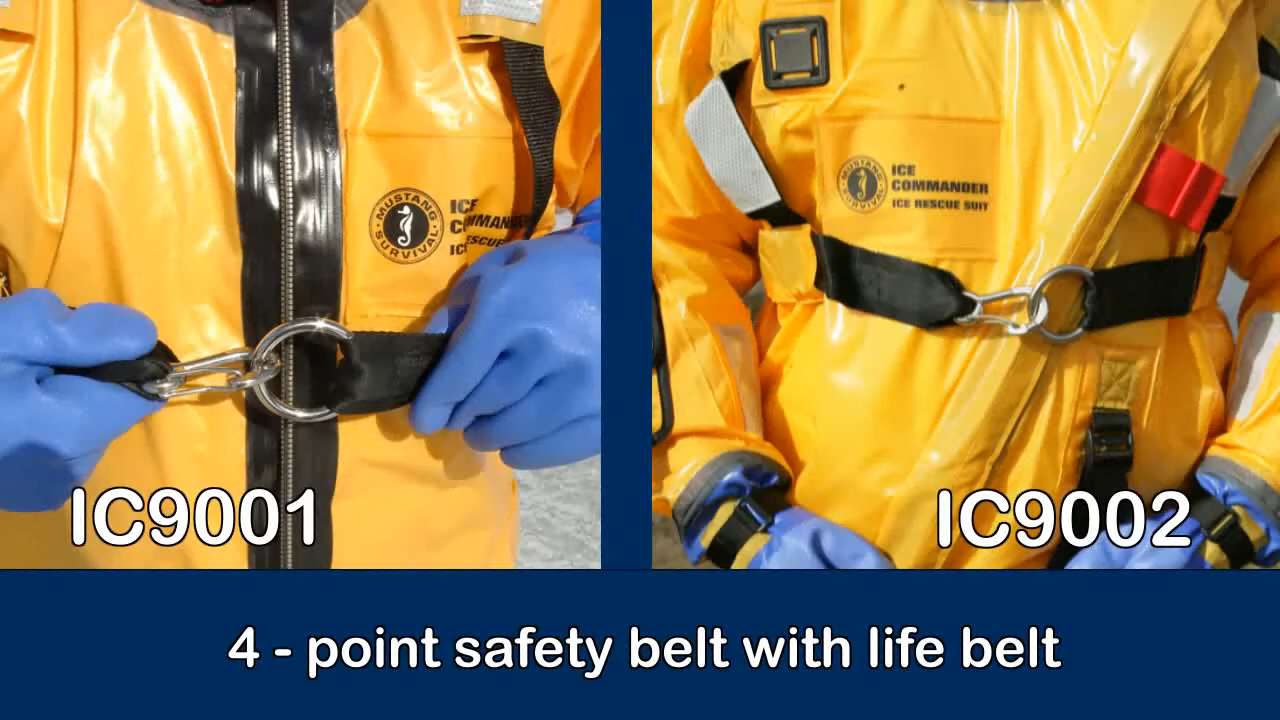 MUSTANG
SURVIVAL
ICE
ICE
MUSTANG
SURVIVAL
ICE
COMMANDER
ICE RESCUE SUIT
IC9001
IC9002
4 - point safety belt with life belt